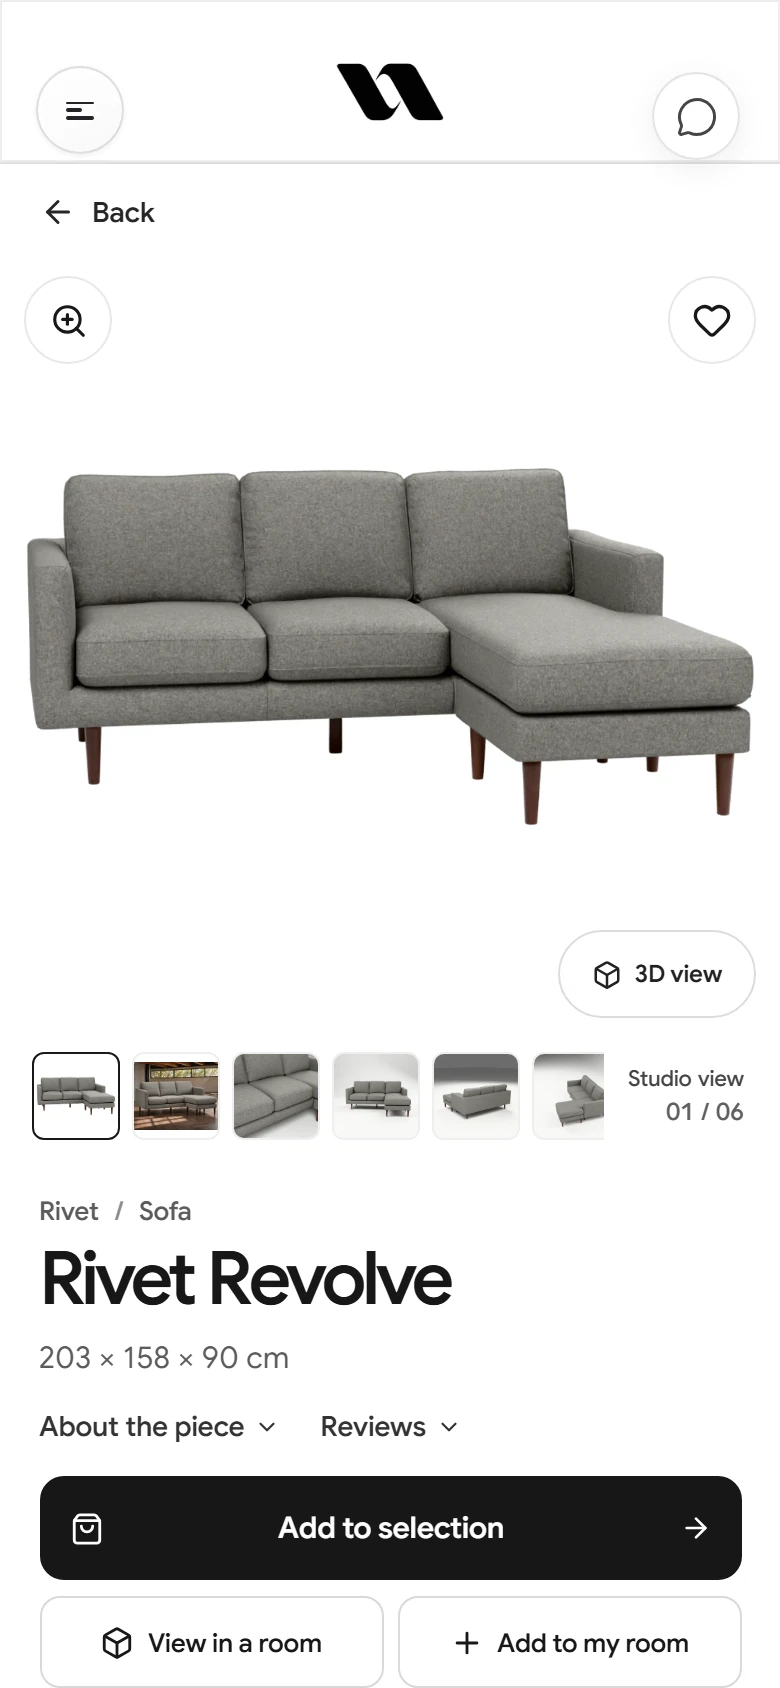 Back
3D view
Studio view
01 / 06
Rivet / Sofa
Rivet Revolve
203 × 158 × 90 cm
About the piece
Reviews
Add to selection
View in a room
Add to my room